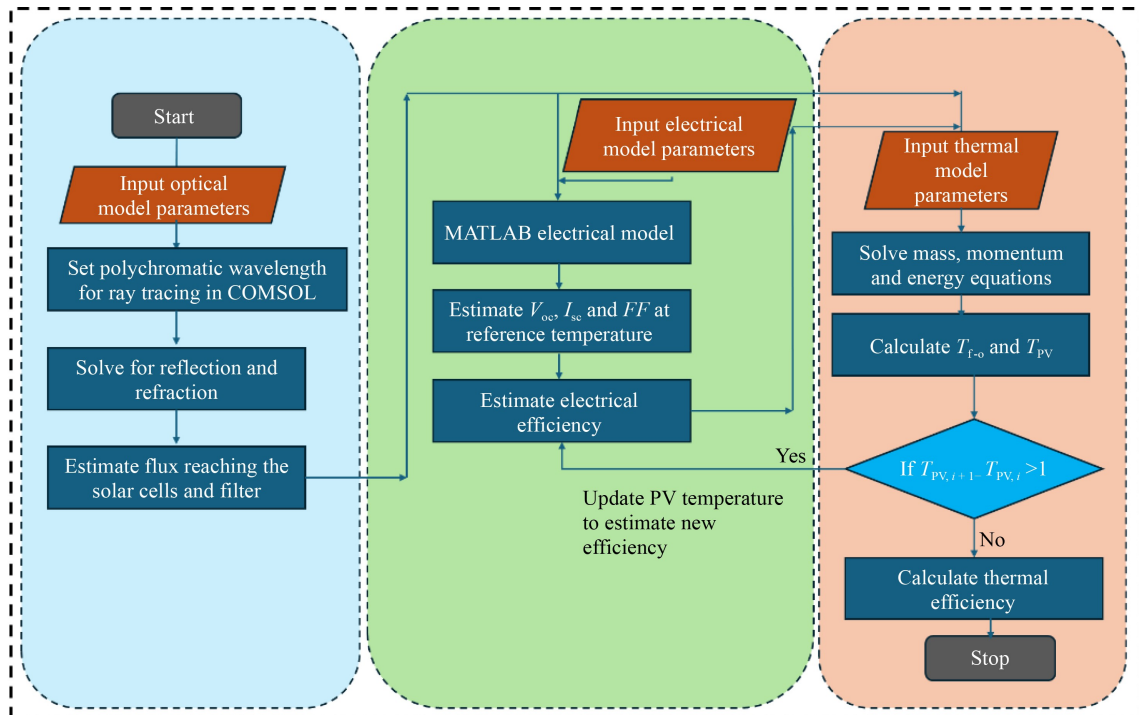 Start
Input optical
model parameters
Set polychromatic wavelength
for ray tracing in COMSOL
Solve for reflection and
refraction
Estimate flux reaching the
solar cells and filter
Input electrical
model parameters
MATLAB electrical model
Estimate Voc, Isc and FF at
reference temperature
Estimate electrical
efficiency
Yes
Update PV temperature
to estimate new
efficiency
Input thermal
model
parameters
Solve mass, momentum
and energy equations
Calculate Tf-o and TPV
If TPV, i + 1– TPV, i >1
No
Calculate thermal
efficiency
Stop